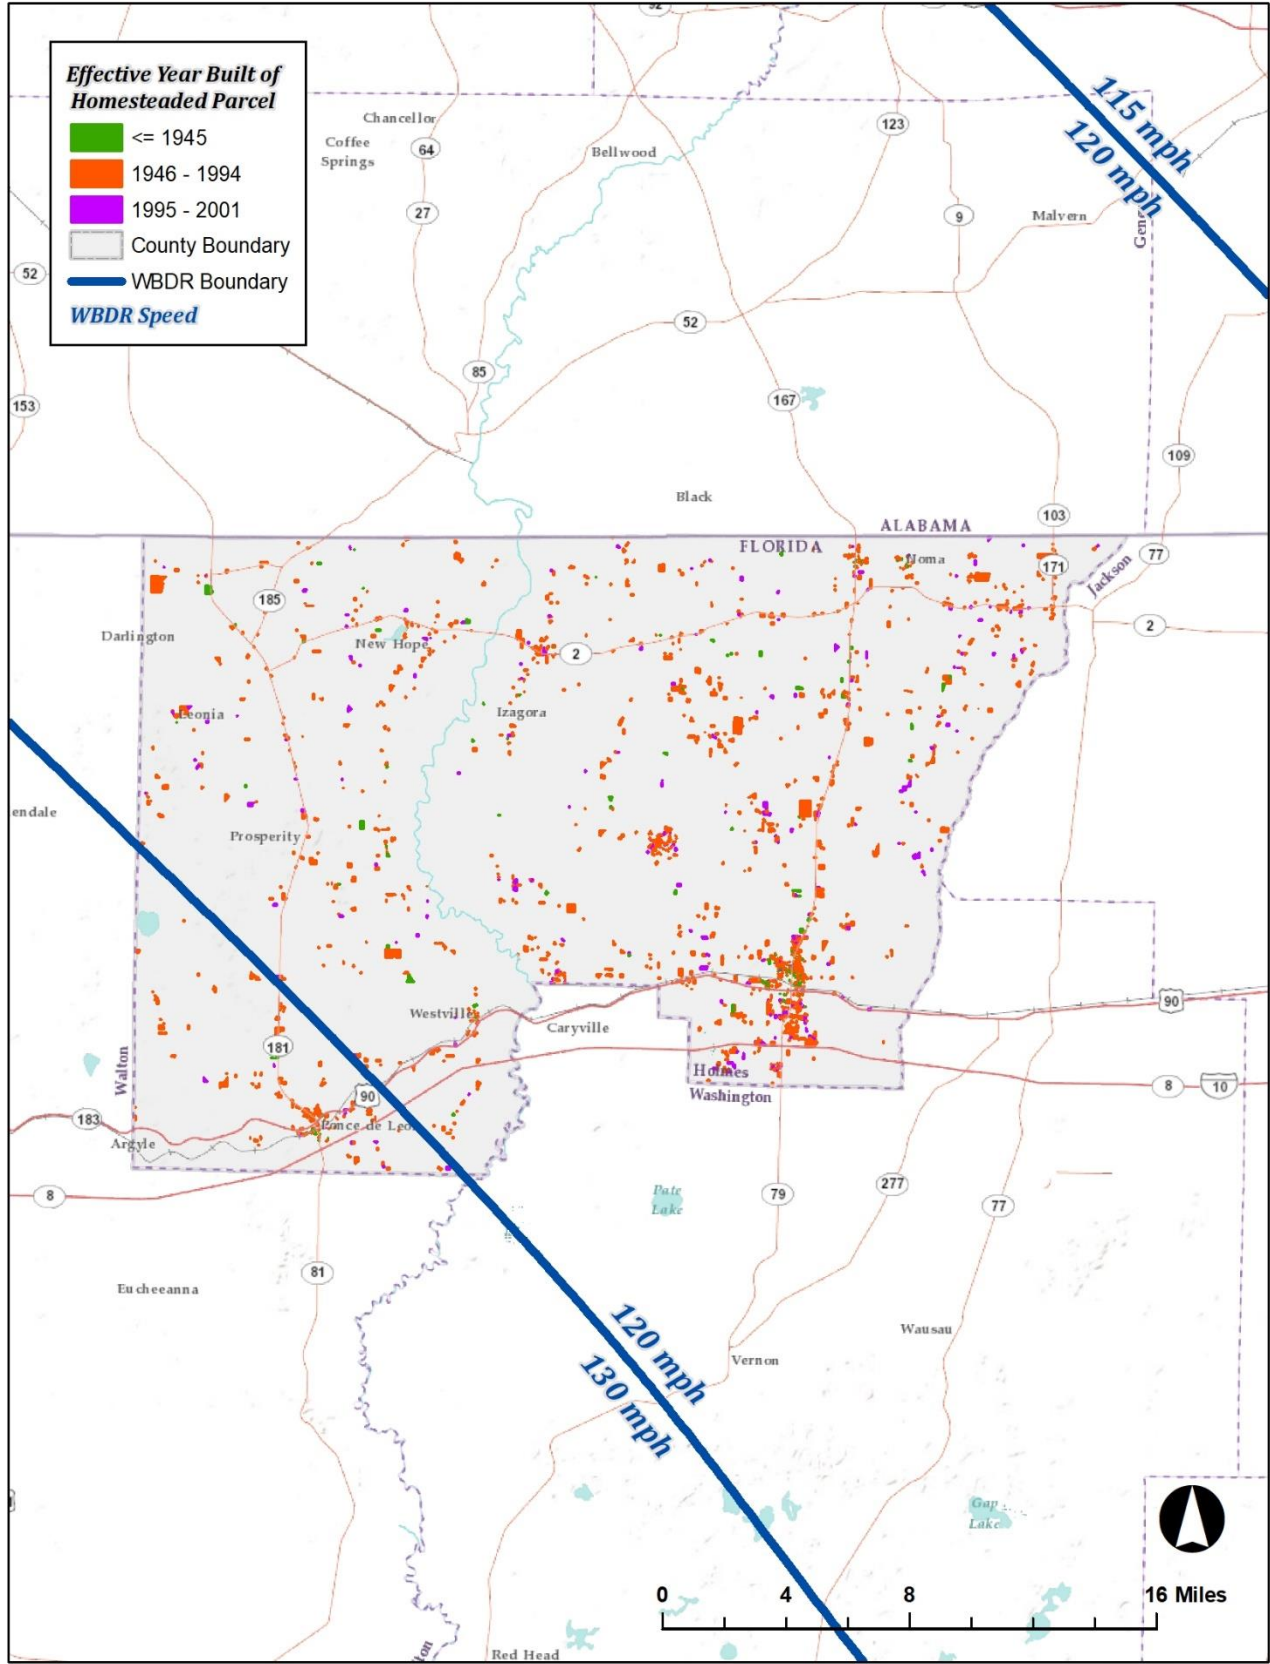 Effective Year Built of
Homesteaded Parcel
<= 1945
1946 - 1994
1995 - 2001
County Boundary
WBDR Boundary
WBDR Speed
115 mph
120 mph
Chancellor
Coffee
Springs
64
Bellwood
123
27
9
Malvern
52
52
85
153
167
109
Black
103
ALABAMA
FLORIDA
Noma
171
77
Jackson
185
Darlington
New Hope
2
2
Leonia
Izagora
endale
Prosperity
Westville
Caryville
90
181
Walton
90
Holmes
Washington
8
10
183
Argyle
Ponce de Leo
8
Pate
Lake
79
277
77
81
Eucheeanna
120 mph
130 mph
Wausau
Vernon
Gap
Lake
0 4 8 16 Miles
Red Head